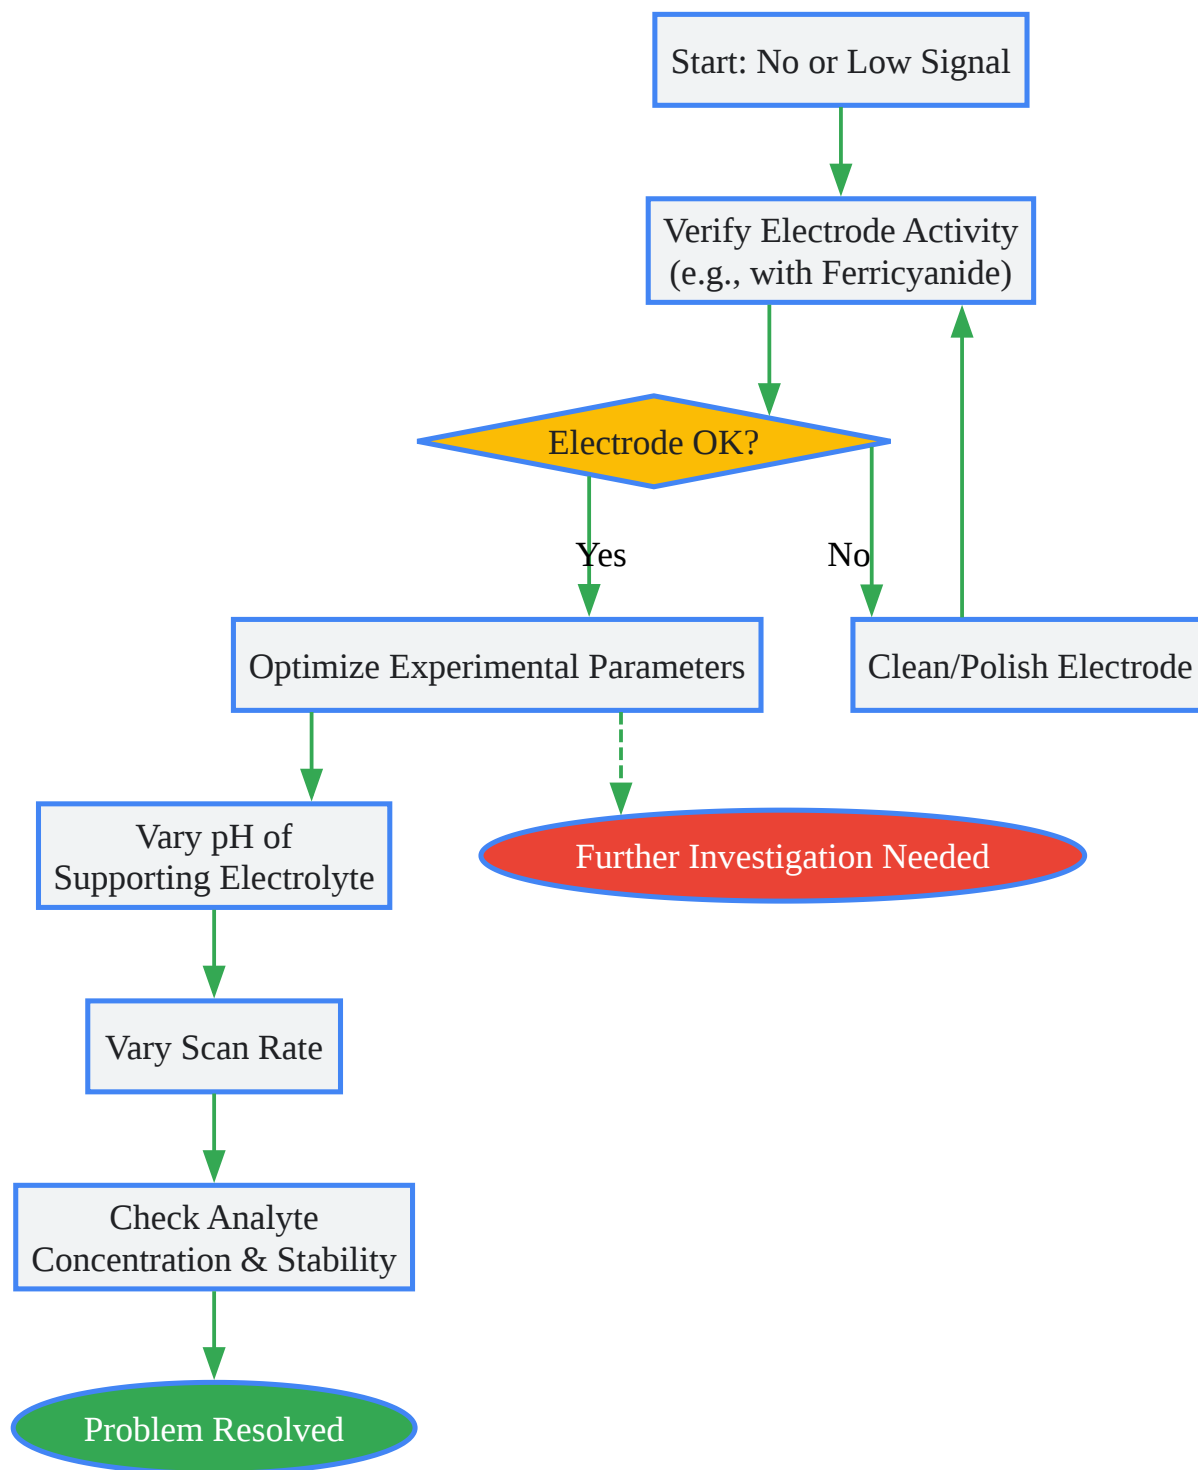 Start: No or Low Signal
Verify Electrode Activity
(e.g., with Ferricyanide)
Electrode OK?
Yes
No
Optimize Experimental Parameters
Clean/Polish Electrode
Vary pH of
Supporting Electrolyte
Further Investigation Needed
Vary Scan Rate
Check Analyte
Concentration & Stability
Problem Resolved